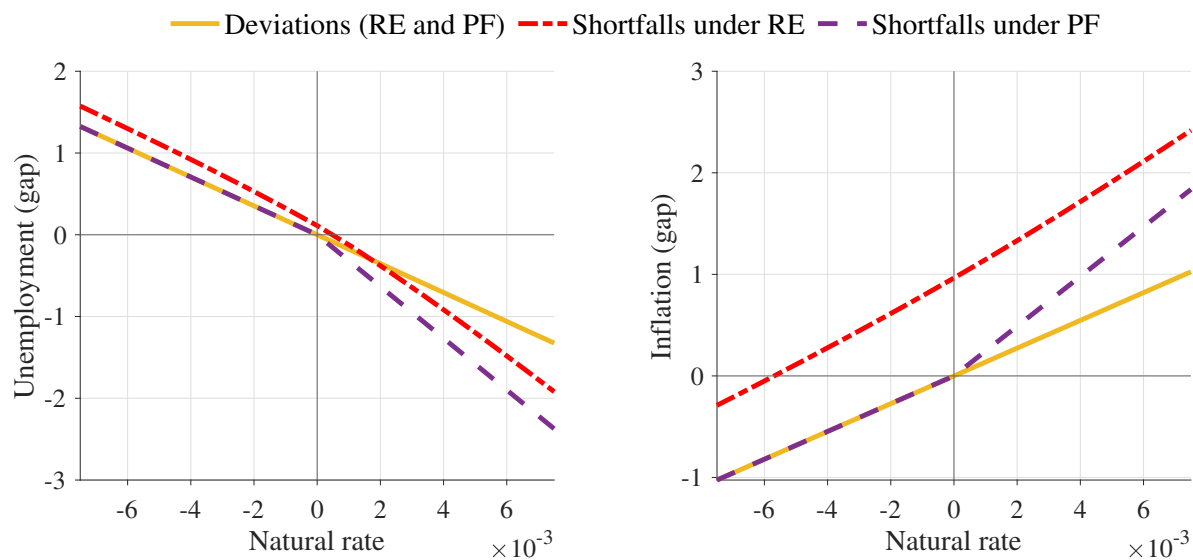 Deviations (RE and PF) Shortfalls under RE Shortfalls under PF
2
1
0
-1
-2
-3
Unemployment (gap)
-6 -4 -2 0 2 4 6
Natural rate
×10⁻³
3
2
1
0
-1
Inflation (gap)
-6 -4 -2 0 2 4 6
Natural rate
×10⁻³